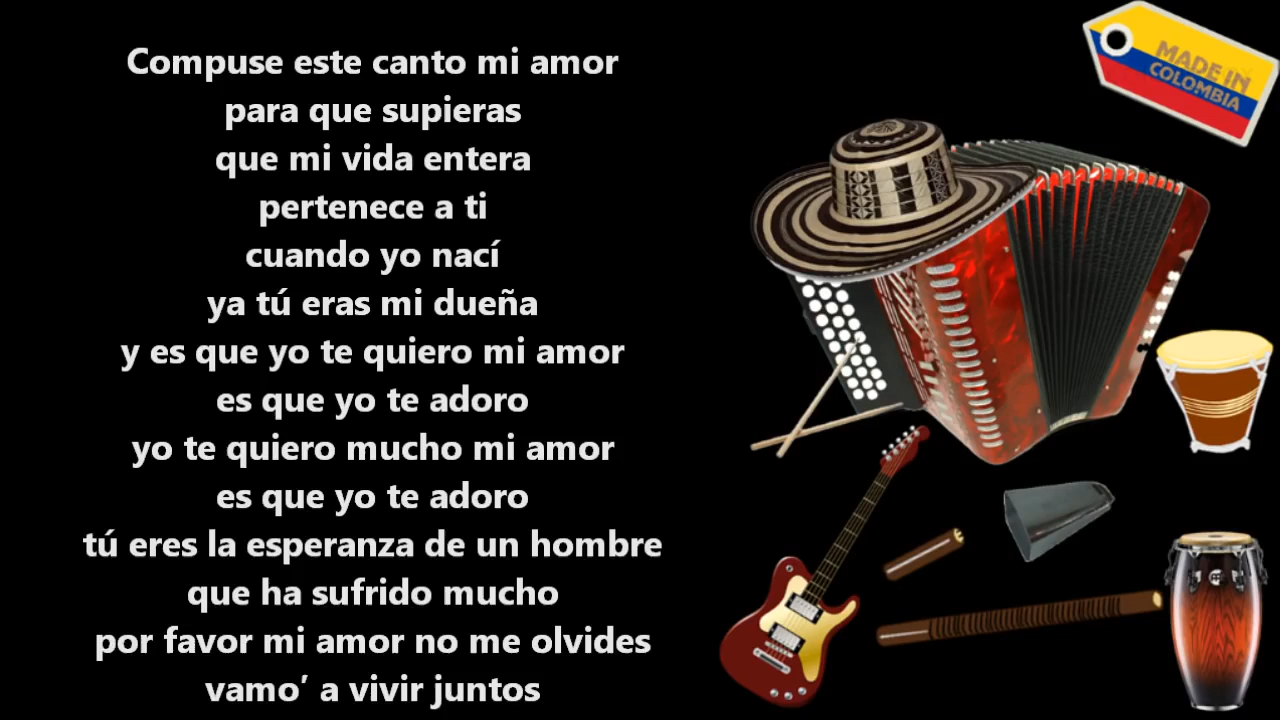 Compuse este canto mi amor
para que supieras
que mi vida entera
pertenece a ti
cuando yo nací
ya tú eras mi dueña
y es que yo te quiero mi amor
es que yo te adoro
yo te quiero mucho mi amor
es que yo te adoro
tú eres la esperanza de un hombre
que ha sufrido mucho
por favor mi amor no me olvides
vamo’ a vivir juntos
MADE IN
COLOMBIA